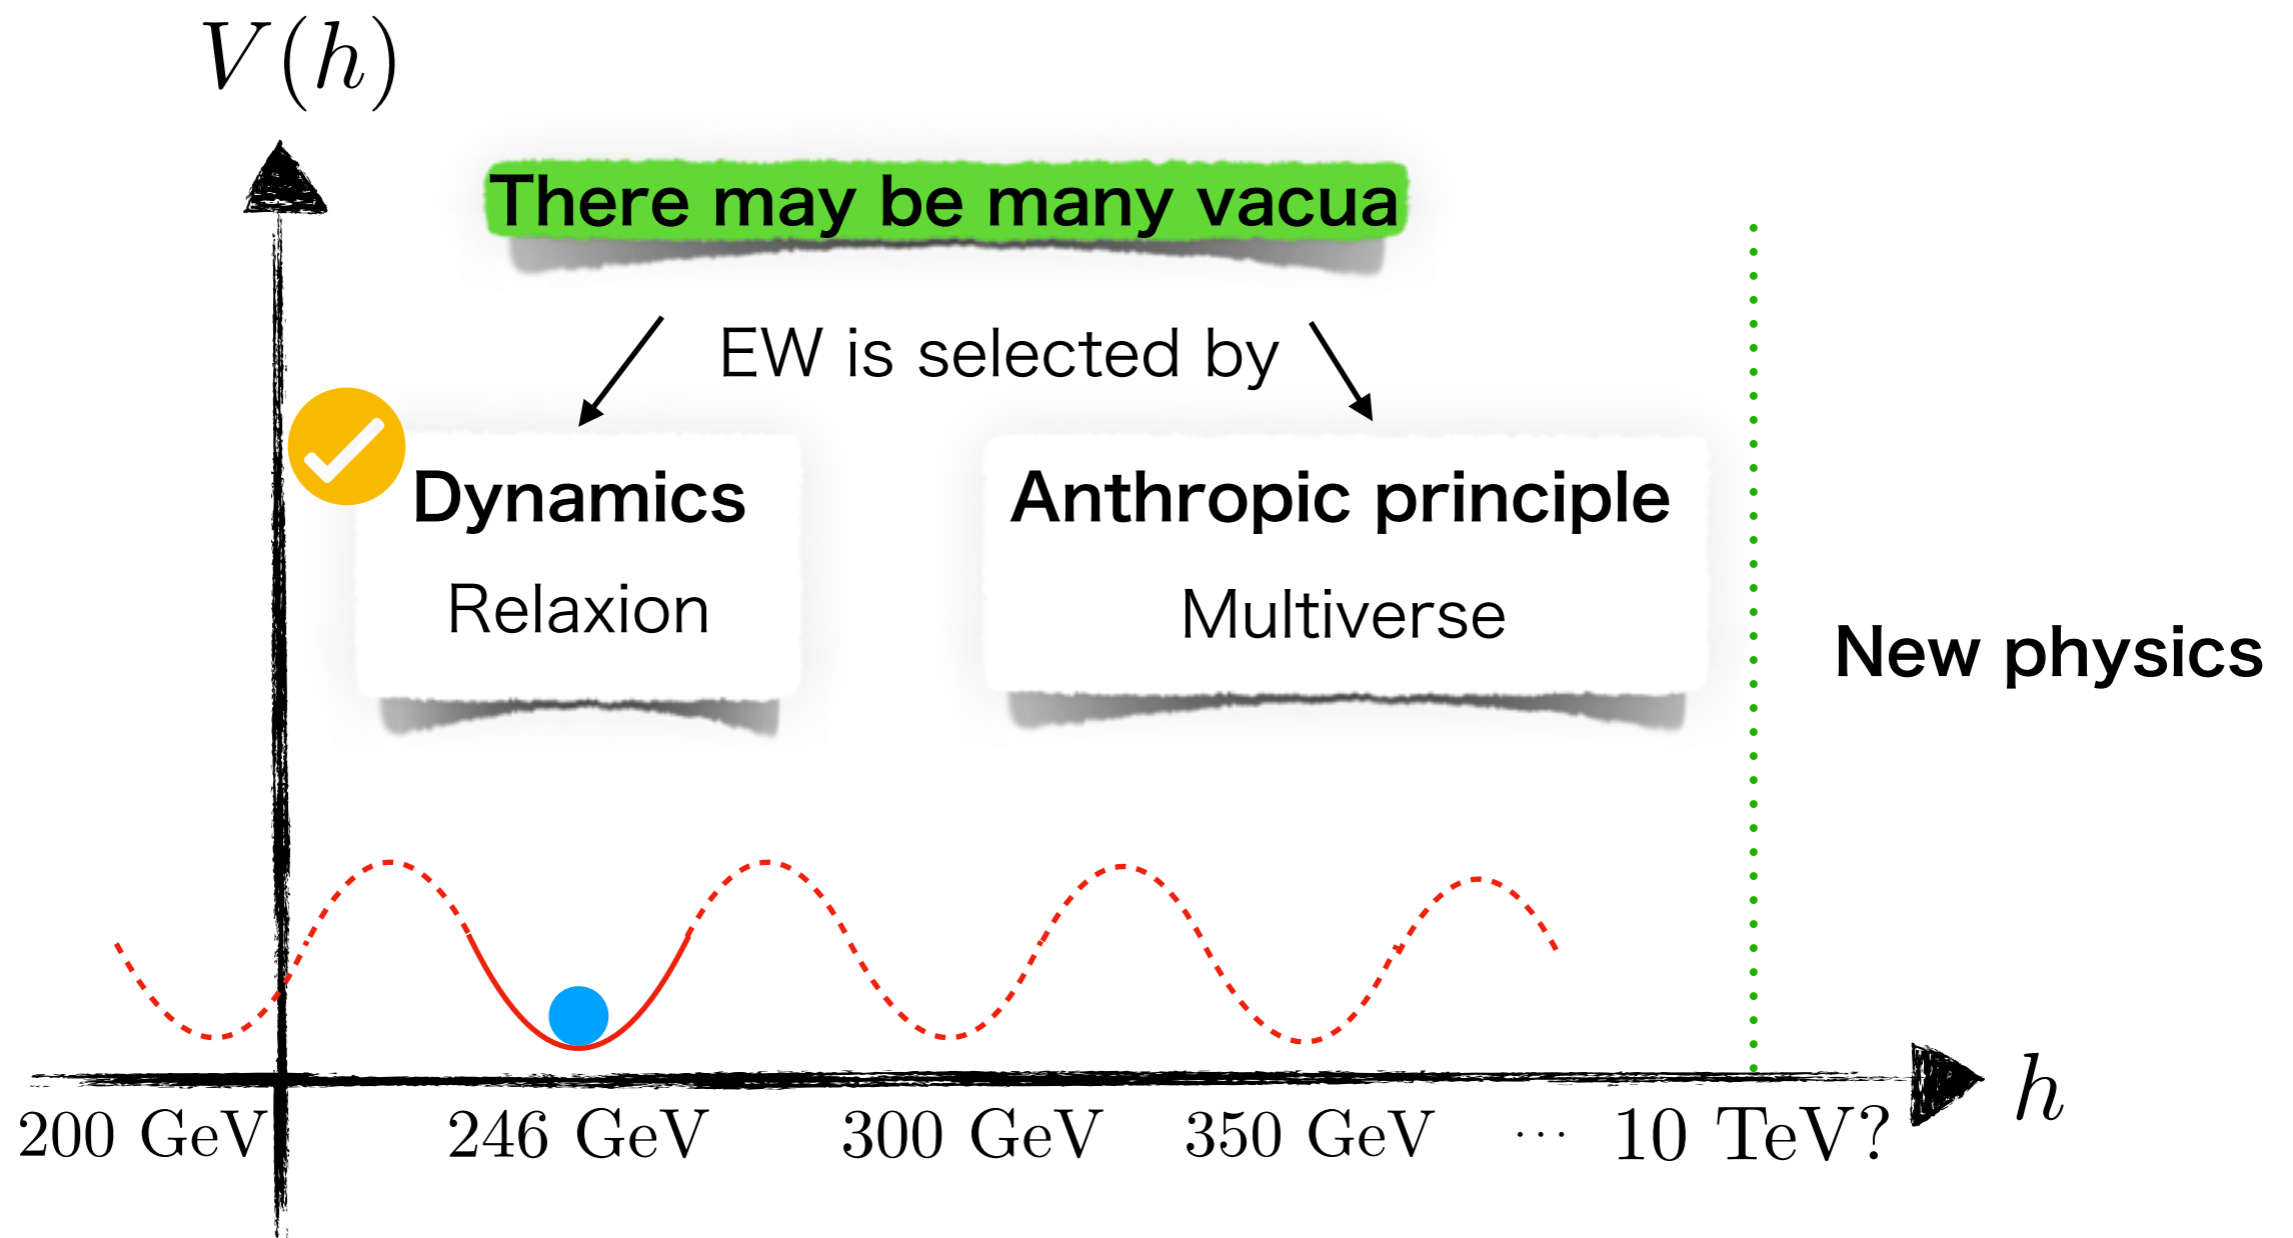 V(h)
There may be many vacua
EW is selected by
Dynamics
Relaxion
Anthropic principle
Multiverse
New physics
h
200 GeV 246 GeV 300 GeV 350 GeV ⋯ 10 TeV?